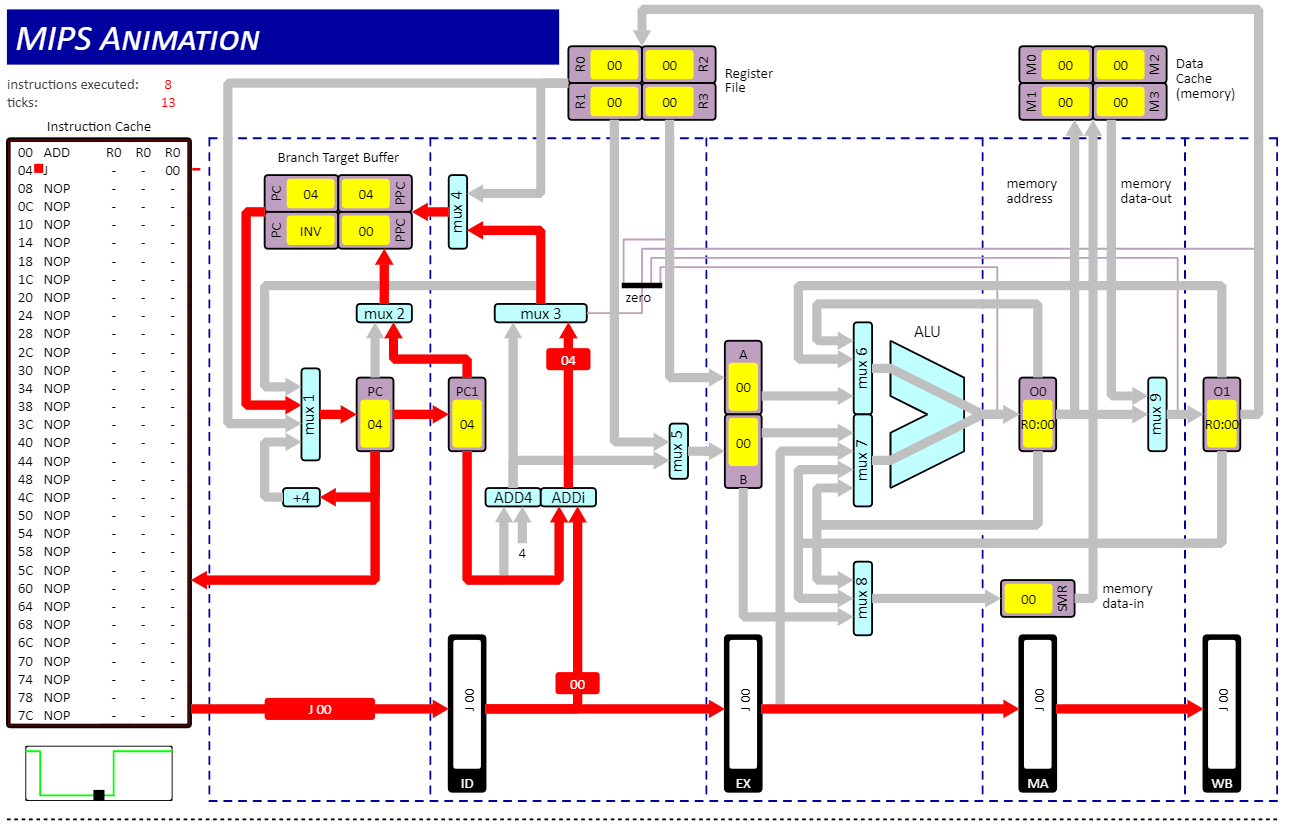 MIPS ANIMATION
instructions executed: 8
ticks: 13
Instruction Cache
00 ADD R0 R0 R0
04 J - - 00
08 NOP - - -
0C NOP - - -
10 NOP - - -
14 NOP - - -
18 NOP - - -
1C NOP - - -
20 NOP - - -
24 NOP - - -
28 NOP - - -
2C NOP - - -
30 NOP - - -
34 NOP - - -
38 NOP - - -
3C NOP - - -
40 NOP - - -
44 NOP - - -
48 NOP - - -
4C NOP - - -
50 NOP - - -
54 NOP - - -
58 NOP - - -
5C NOP - - -
60 NOP - - -
64 NOP - - -
68 NOP - - -
6C NOP - - -
70 NOP - - -
74 NOP - - -
78 NOP - - -
7C NOP - - -
R0 00 00 R2
R1 00 00 R3
Register
File
M0 00 00 M2
M1 00 00 M3
Data
Cache
(memory)
Branch Target Buffer
PC 04 04 PPC
PC INV 00 PPC
mux 4
memory
address
memory
data-out
zero
mux 2
mux 3
04
mux 1
PC
04
PC1
04
+4
ADD4
ADDi
4
mux 5
A
00
00
B
mux 6
mux 7
ALU
O0
R0:00
mux 9
O1
R0:00
mux 8
00 SMR
memory
data-in
00
J 00
J 00
ID
J 00
EX
J 00
MA
J 00
WB